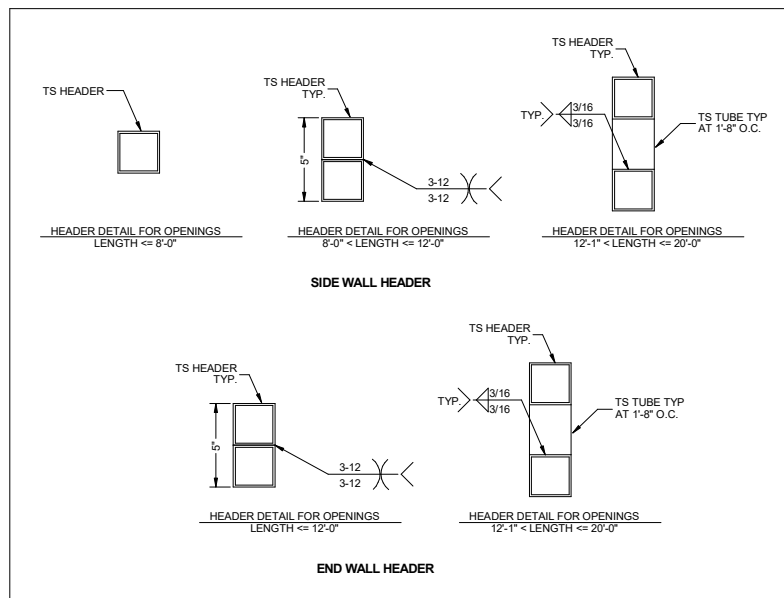 TS HEADER
HEADER DETAIL FOR OPENINGS
LENGTH <= 8'-0"
TS HEADER
TYP.
5"
3-12
3-12
HEADER DETAIL FOR OPENINGS
8'-0" < LENGTH <= 12'-0"
TS HEADER
TYP.
TYP.
3/16
3/16
TS TUBE TYP
AT 1'-8" O.C.
HEADER DETAIL FOR OPENINGS
12'-1" < LENGTH <= 20'-0"
SIDE WALL HEADER
TS HEADER
TYP.
5"
3-12
3-12
HEADER DETAIL FOR OPENINGS
LENGTH <= 12'-0"
TS HEADER
TYP.
TYP.
3/16
3/16
TS TUBE TYP
AT 1'-8" O.C.
HEADER DETAIL FOR OPENINGS
12'-1" < LENGTH <= 20'-0"
END WALL HEADER